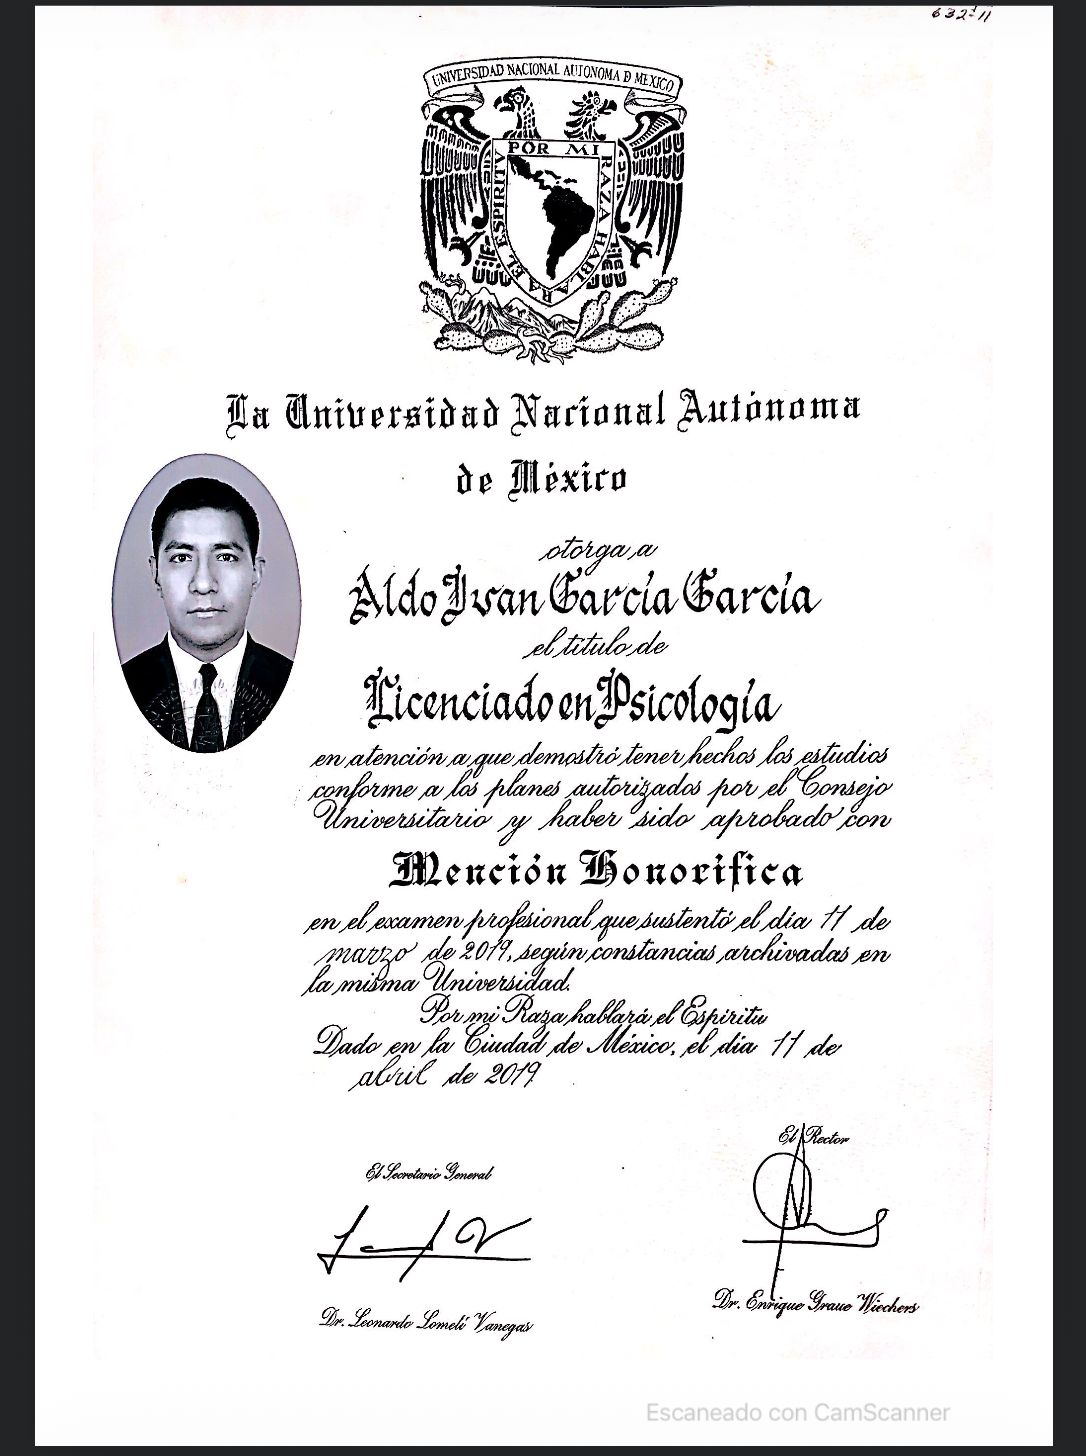 632-11
UNIVERSIDAD NACIONAL AUTONOMA D MEXICO
POR MI RAZA HABLARA EL ESPIRITU
La Universidad Nacional Autónoma
de México
otorga a
Aldo Ivan García García
el título de
Licenciado en Psicología
en atención a que demostró tener hechos los estudios
conforme a los planes autorizados por el Consejo
Universitario y haber sido aprobado con
Mención Honorífica
en el examen profesional que sustentó el día 11 de
marzo de 2019, según constancias archivadas en
la misma Universidad.
Por mi Raza hablará el Espíritu
Dado en la Ciudad de México, el día 11 de
abril de 2019
El Rector
El Secretario General
Dr. Enrique Graue Wiechers
Dr. Leonardo Lomelí Vanegas
Escaneado con CamScanner